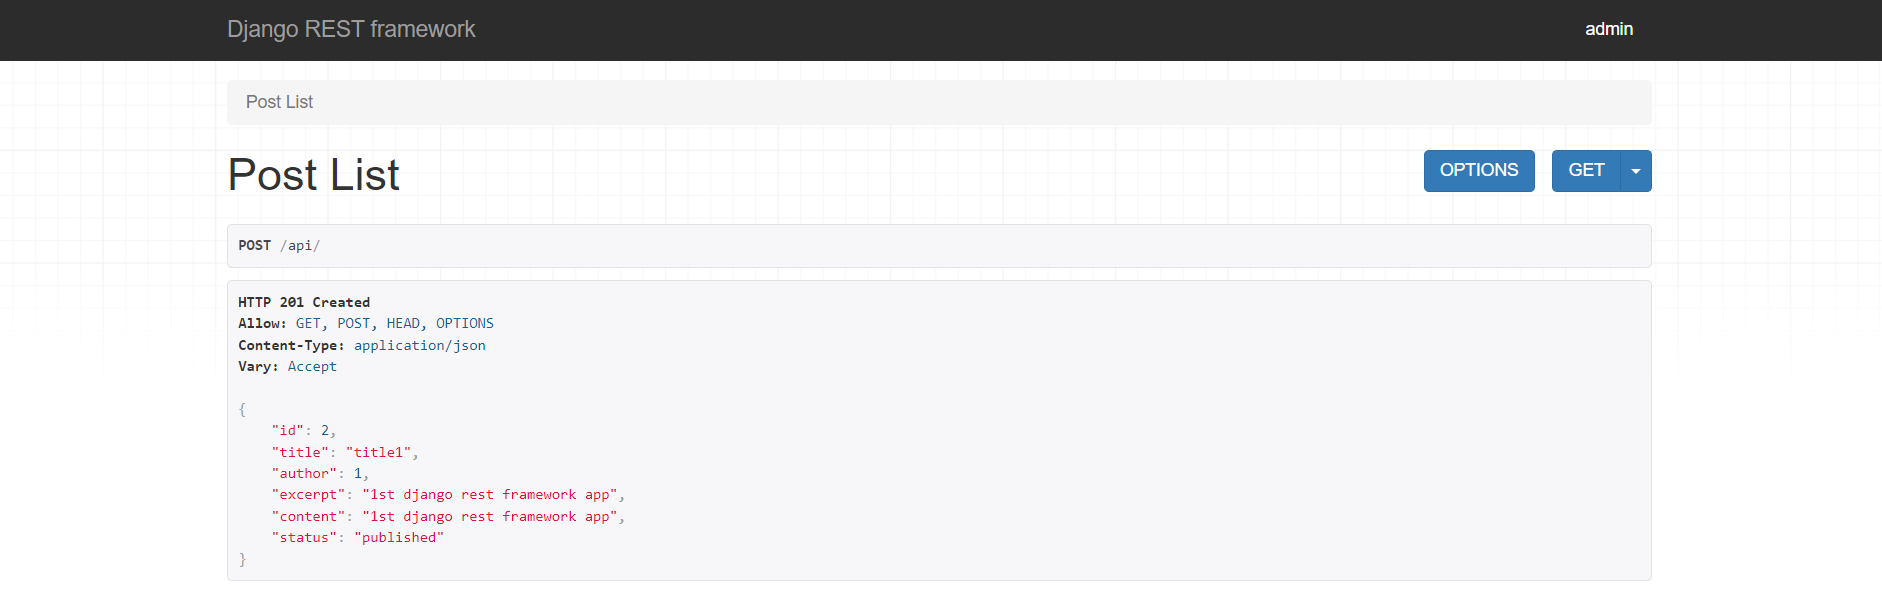 Django REST framework
admin
Post List
Post List
OPTIONS
GET
POST /api/
HTTP 201 Created
Allow: GET, POST, HEAD, OPTIONS
Content-Type: application/json
Vary: Accept
{
"id": 2,
"title": "title1",
"author": 1,
"excerpt": "1st django rest framework app",
"content": "1st django rest framework app",
"status": "published"
}